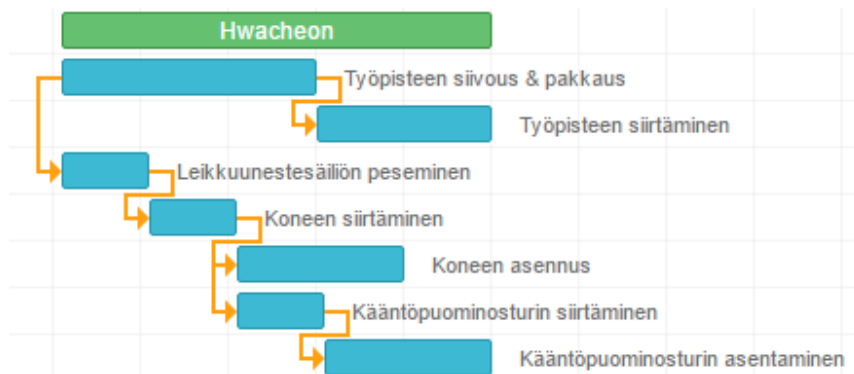 Hwacheon
Työpisteen siivous & pakkaus
Työpisteen siirtäminen
Leikkuunestesäiliön peseminen
Koneen siirtäminen
Koneen asennus
Kääntöpuominosturin siirtäminen
Kääntöpuominosturin asentaminen